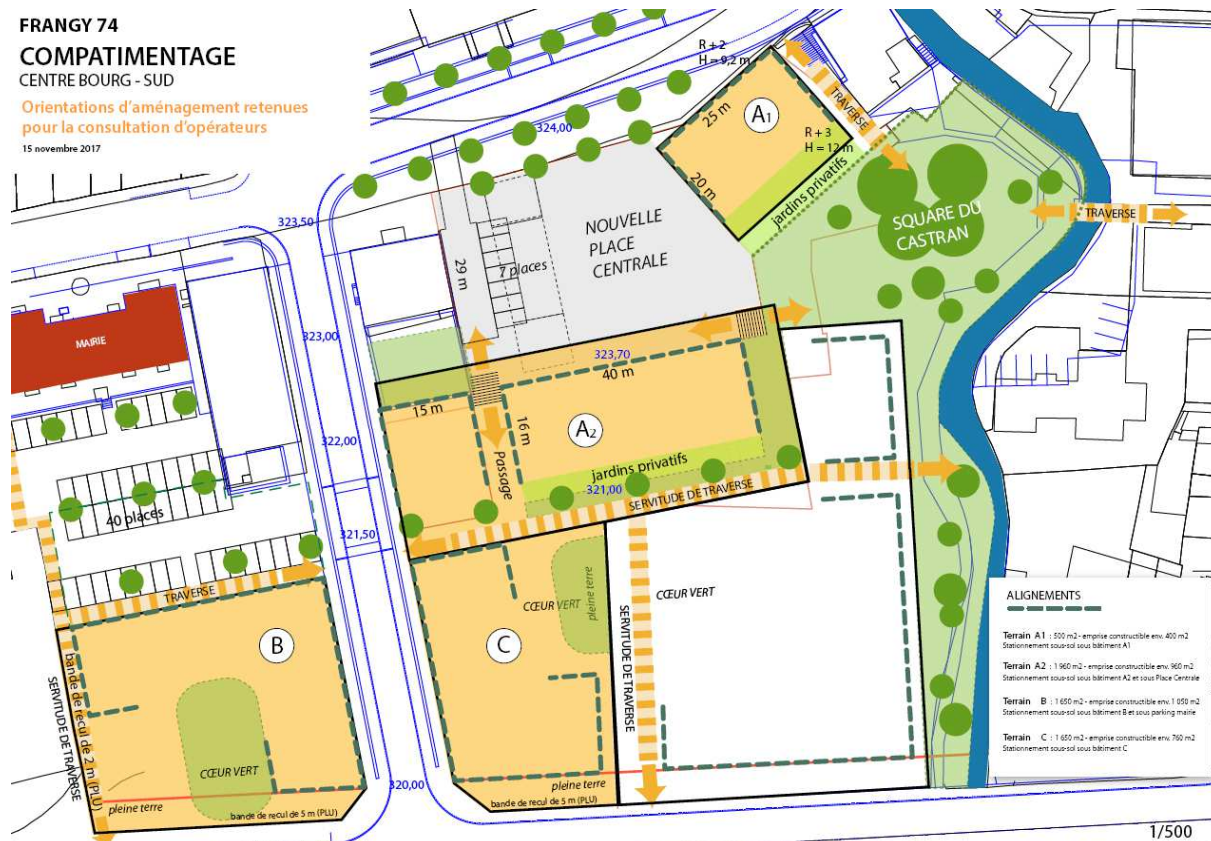 FRANGY 74
COMPATIMENTAGE
CENTRE BOURG - SUD
Orientations d'aménagement retenues
pour la consultation d'opérateurs
15 novembre 2017
R + 2
H = 9,2 m
A1
25 m
20 m
R + 3
H = 12 m
jardins privatifs
TRAVERSE
324,00
323,50
NOUVELLE
PLACE
CENTRALE
7 places
29 m
SQUARE DU
CASTRAN
TRAVERSE
MAIRIE
323,00
323,70
40 m
15 m
16 m
A2
Passage
jardins privatifs
321,00
SERVITUDE DE TRAVERSE
322,00
40 places
321,50
TRAVERSE
B
bande de recul de 2 m (PLU)
SERVITUDE DE TRAVERSE
CŒUR VERT
pleine terre
bande de recul de 5 m (PLU)
320,00
CŒUR VERT
pleine terre
C
pleine terre
bande de recul de 5 m (PLU)
SERVITUDE DE TRAVERSE
CŒUR VERT
ALIGNEMENTS
Terrain A1 : 500 m2 - emprise constructible env. 400 m2
Stationnement sous-sol sous bâtiment A1
Terrain A2 : 1 960 m2 - emprise constructible env. 960 m2
Stationnement sous-sol sous bâtiment A2 et sous Place Centrale
Terrain B : 1 650 m2 - emprise constructible env. 1 050 m2
Stationnement sous-sol sous bâtiment B et sous parking mairie
Terrain C : 1 650 m2 - emprise constructible env. 760 m2
Stationnement sous-sol sous bâtiment C
1/500